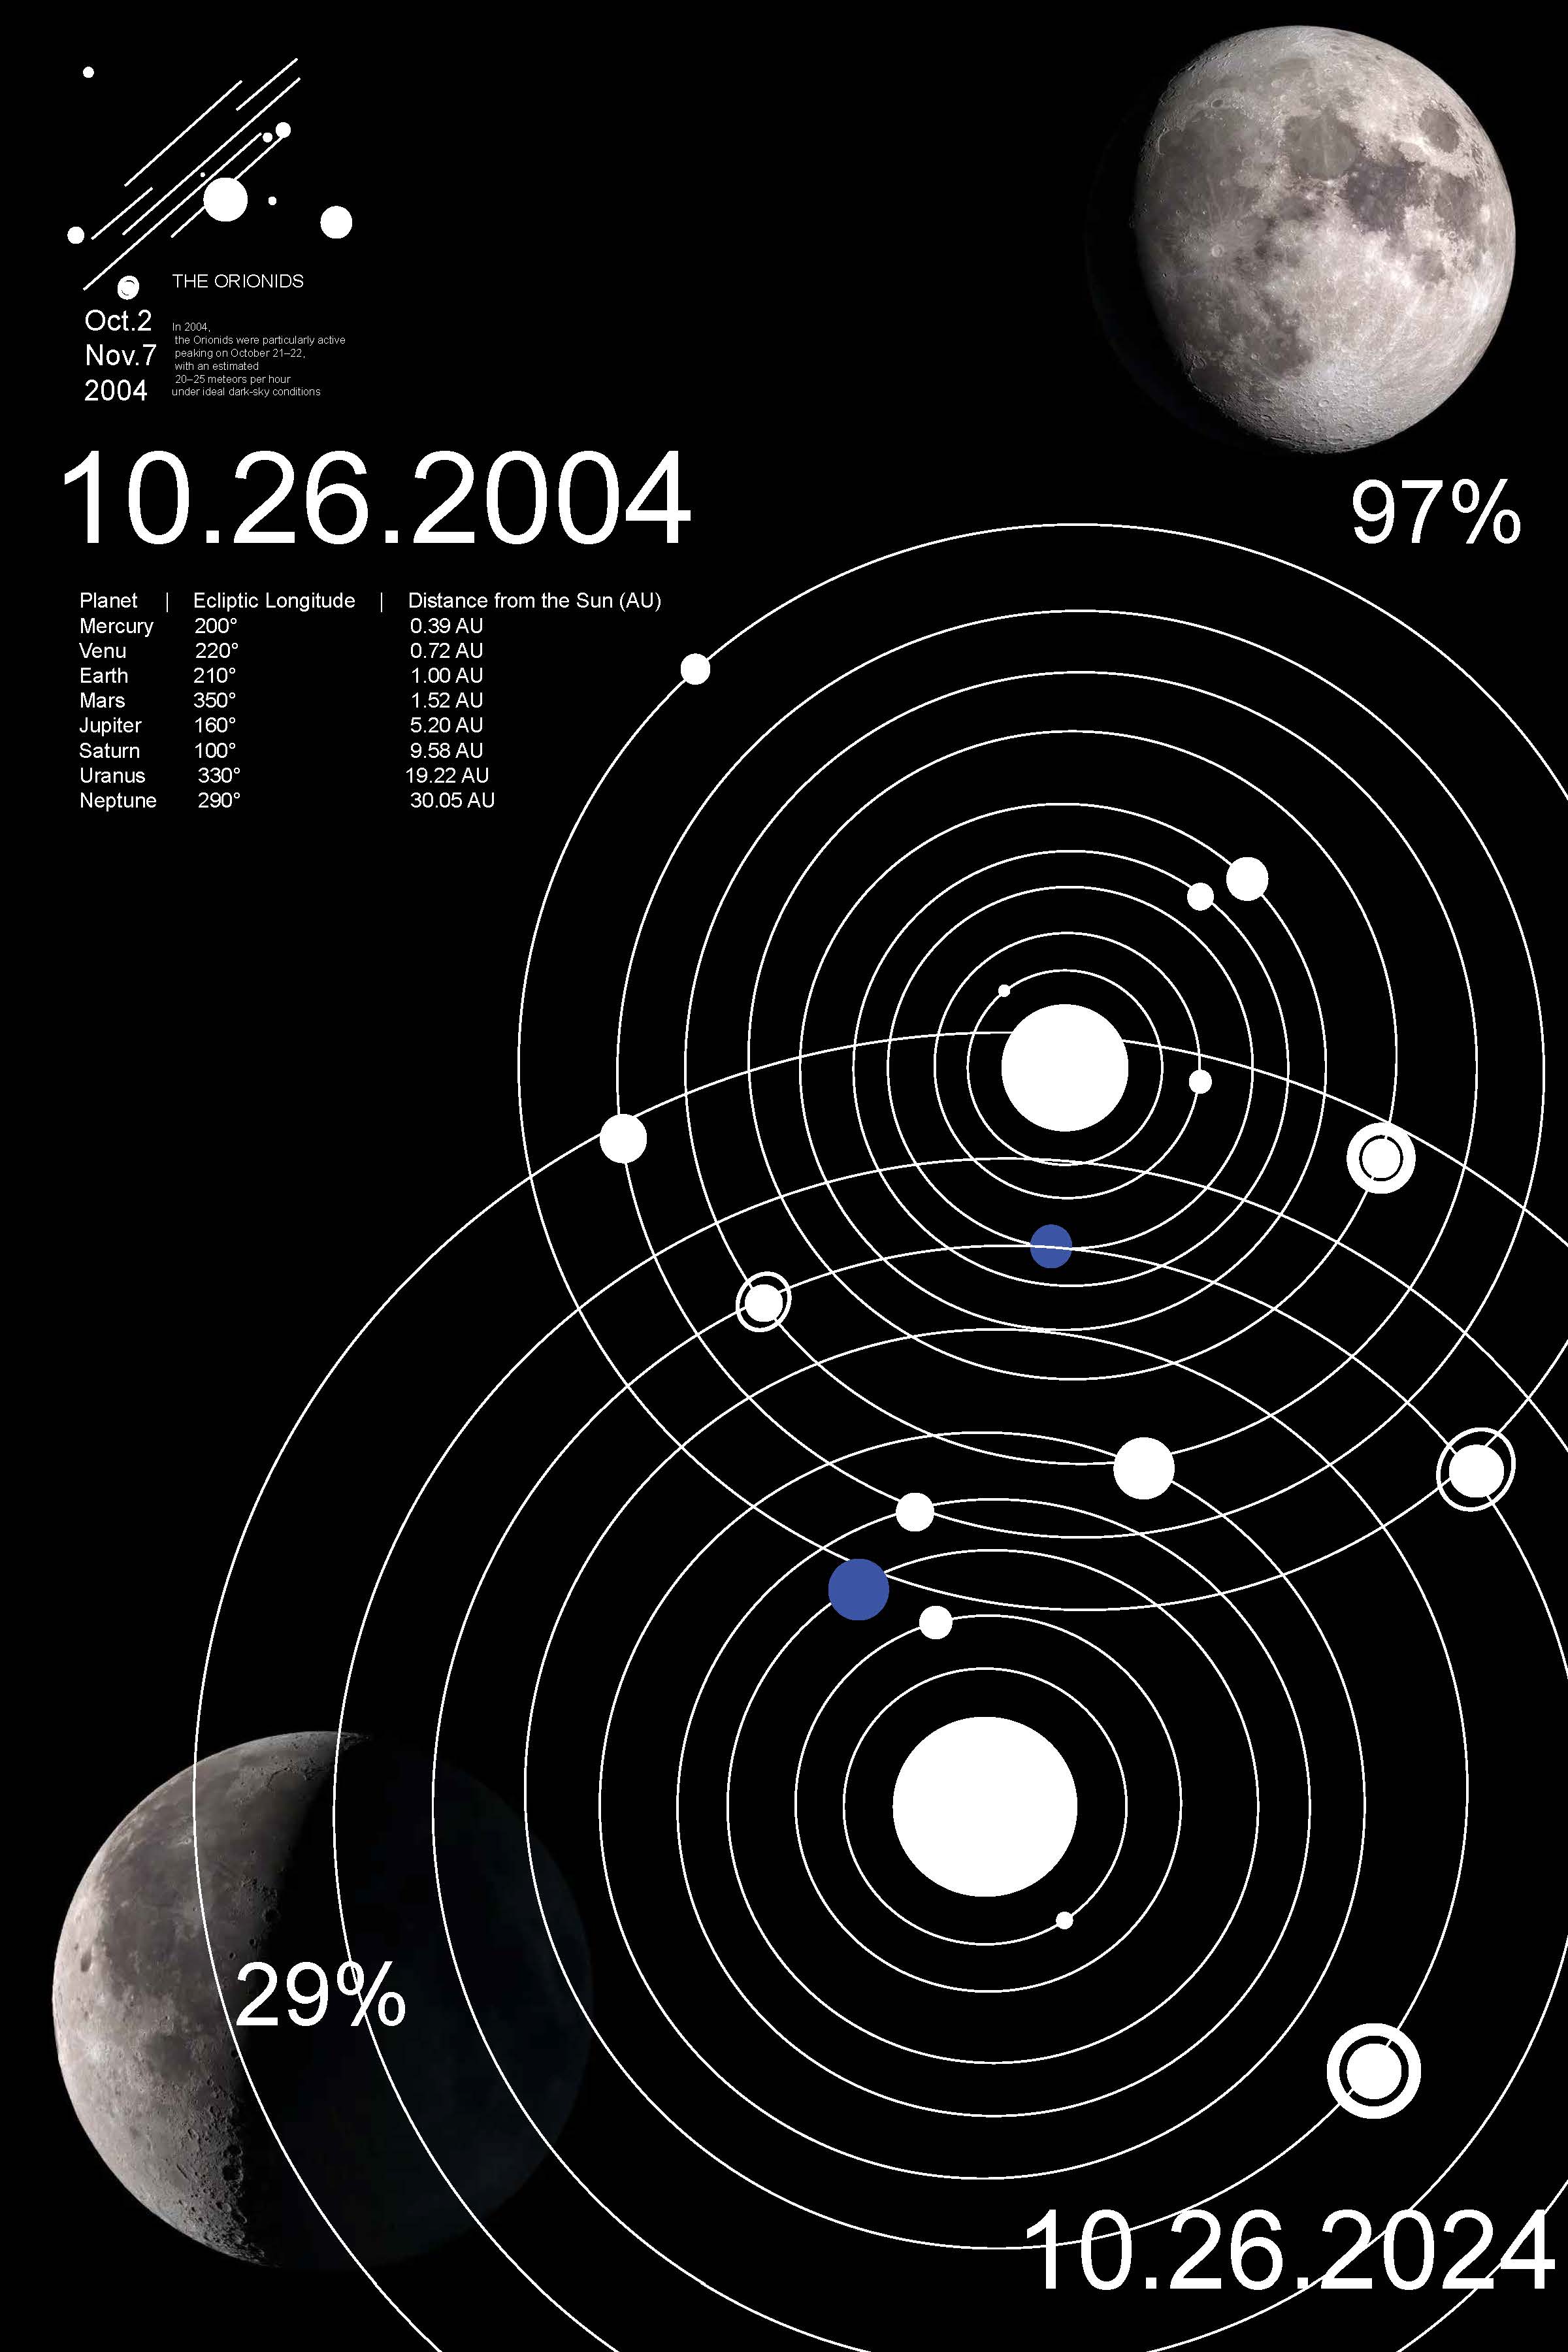 THE ORIONIDS
Oct.2
Nov.7
2004
In 2004,
the Orionids were particularly active
peaking on October 21–22,
with an estimated
20–25 meteors per hour
under ideal dark-sky conditions
10.26.2004
97%
Planet | Ecliptic Longitude | Distance from the Sun (AU)
Mercury 200° 0.39 AU
Venu 220° 0.72 AU
Earth 210° 1.00 AU
Mars 350° 1.52 AU
Jupiter 160° 5.20 AU
Saturn 100° 9.58 AU
Uranus 330° 19.22 AU
Neptune 290° 30.05 AU
29%
10.26.2024